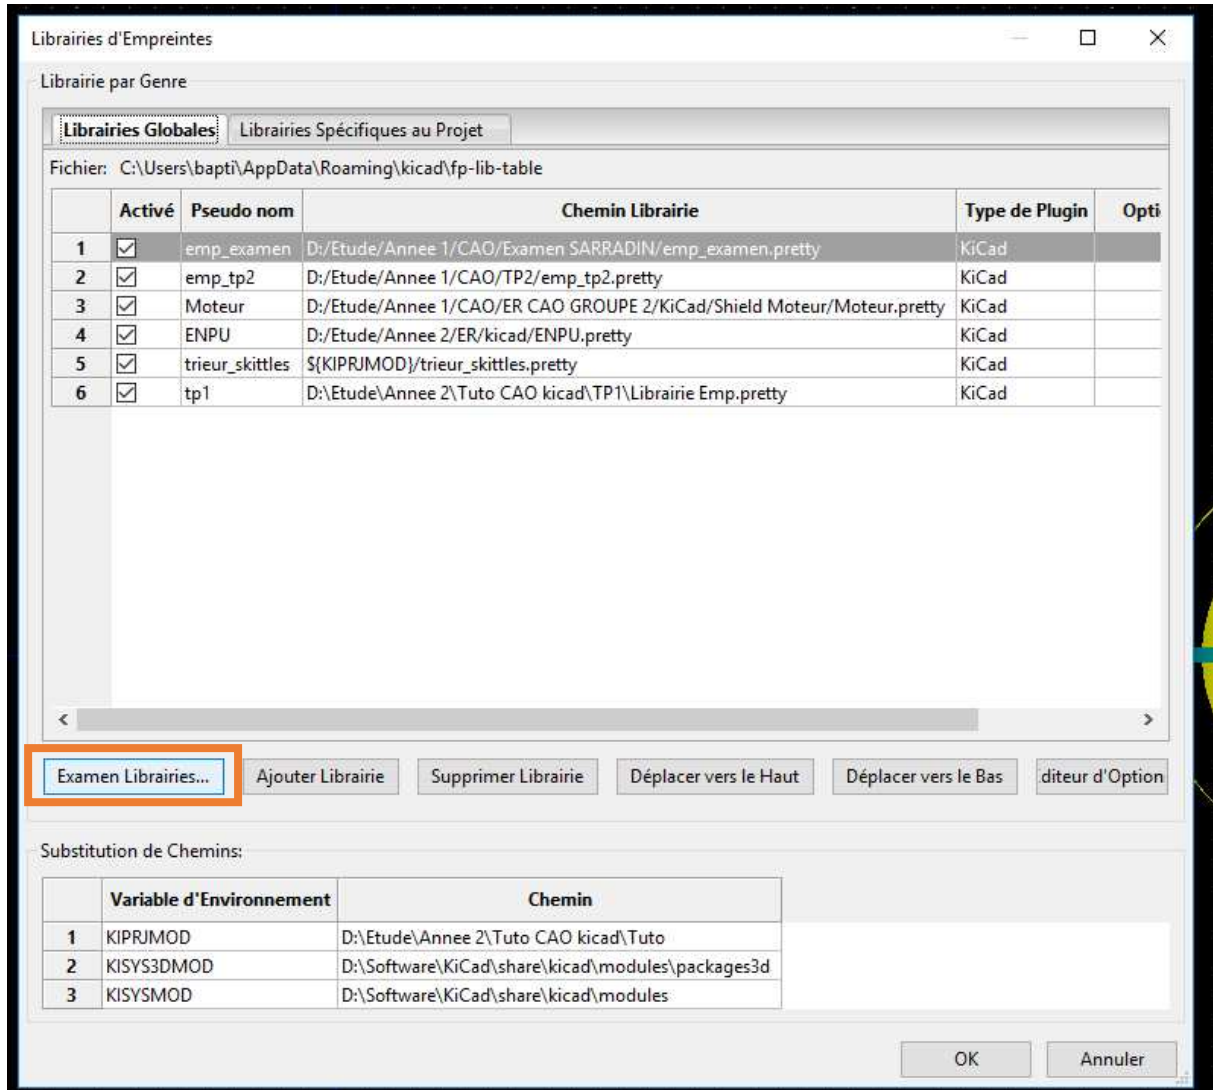 Librairies d'Empreintes
Librairie par Genre
Librairies Globales Librairies Spécifiques au Projet
Fichier: C:\Users\bapti\AppData\Roaming\kicad\fp-lib-table
Activé Pseudo nom Chemin Librairie Type de Plugin Opti
1 emp_examen D:/Etude/Annee 1/CAO/Examen SARRADIN/emp_examen.pretty KiCad
2 emp_tp2 D:/Etude/Annee 1/CAO/TP2/emp_tp2.pretty KiCad
3 Moteur D:/Etude/Annee 1/CAO/ER CAO GROUPE 2/KiCad/Shield Moteur/Moteur.pretty KiCad
4 ENPU D:/Etude/Annee 2/ER/kicad/ENPU.pretty KiCad
5 trieur_skittles ${KIPRJMOD}/trieur_skittles.pretty KiCad
6 tp1 D:\Etude\Annee 2\Tuto CAO kicad\TP1\Librairie Emp.pretty KiCad
Examen Librairies... Ajouter Librairie Supprimer Librairie Déplacer vers le Haut Déplacer vers le Bas diteur d'Option
Substitution de Chemins:
Variable d'Environnement Chemin
1 KIPRJMOD D:\Etude\Annee 2\Tuto CAO kicad\Tuto
2 KISYS3DMOD D:\Software\KiCad\share\kicad\modules\packages3d
3 KISYSMOD D:\Software\KiCad\share\kicad\modules
OK Annuler